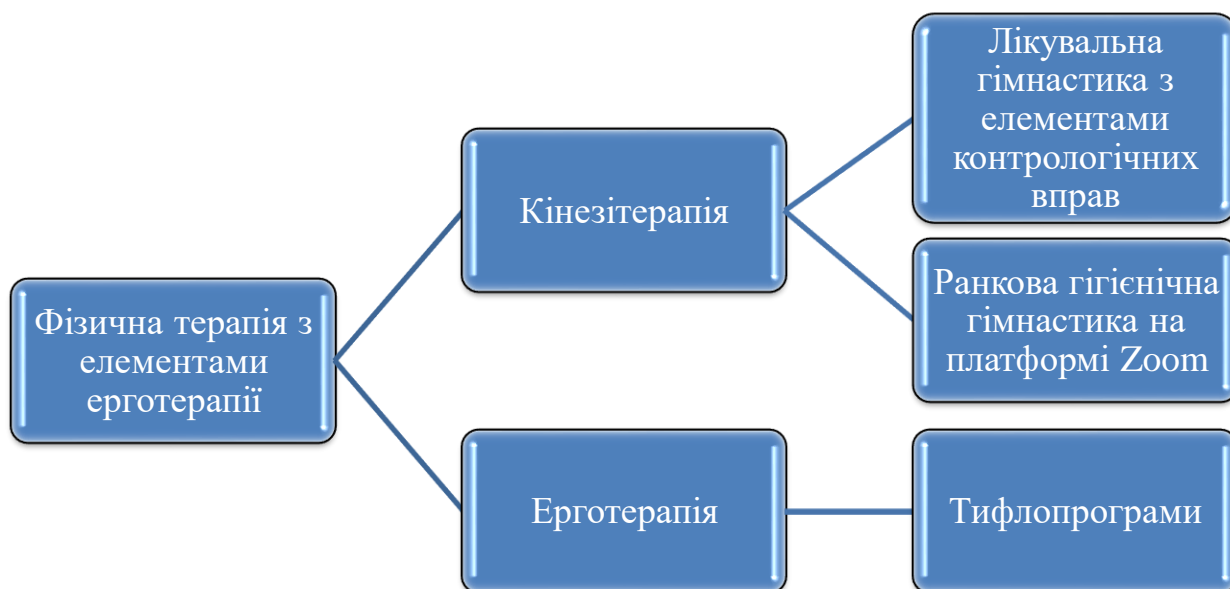 Лікувальна
гімнастика з
елементами
контрологічних
вправ
Кінезітерапія
Ранкова гігієнічна
гімнастика на
платформі Zoom
Фізична терапія з
елементами
ерготерапії
Ерготерапія
Тифлопрограми